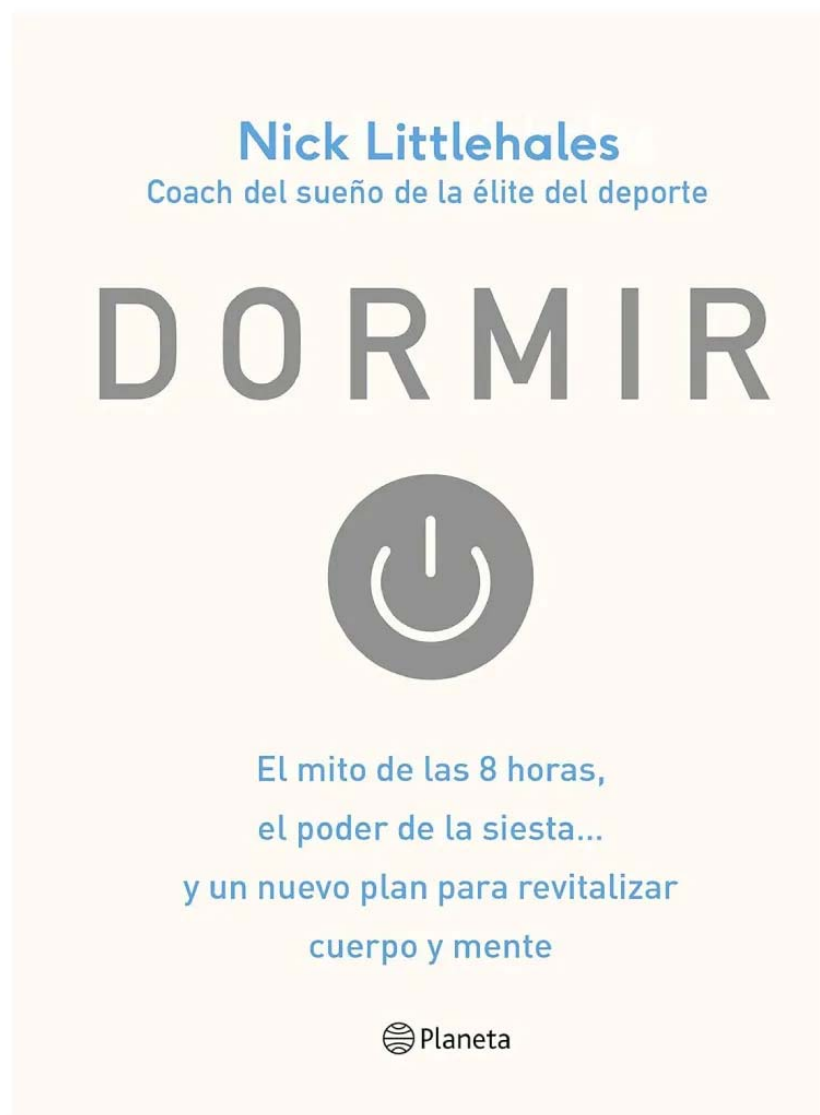 Nick Littlehales
Coach del sueño de la élite del deporte
DORMIR
El mito de las 8 horas,
el poder de la siesta...
y un nuevo plan para revitalizar
cuerpo y mente
Planeta